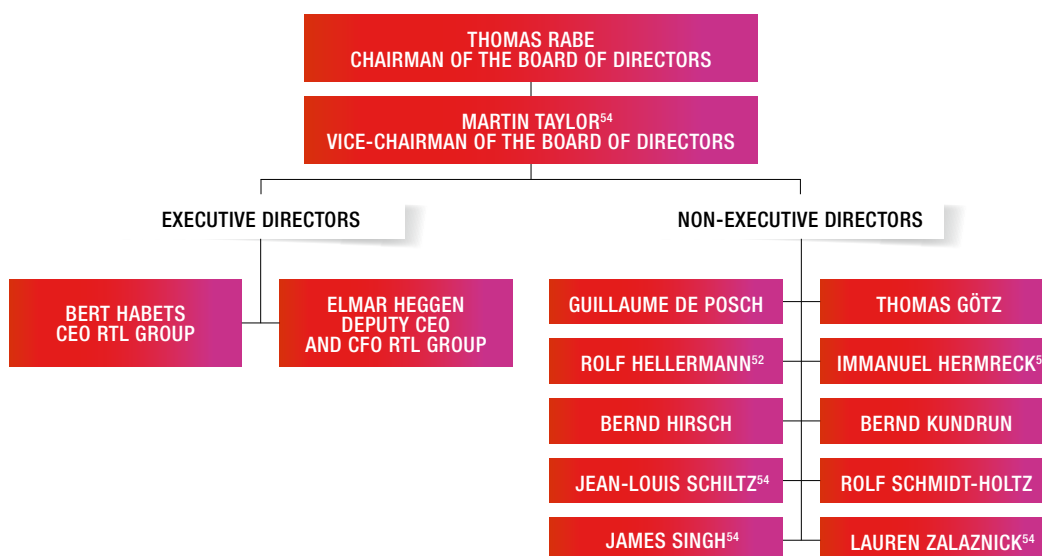 THOMAS RABE
CHAIRMAN OF THE BOARD OF DIRECTORS
MARTIN TAYLOR54
VICE-CHAIRMAN OF THE BOARD OF DIRECTORS
EXECUTIVE DIRECTORS
NON-EXECUTIVE DIRECTORS
BERT HABETS
CEO RTL GROUP
ELMAR HEGGEN
DEPUTY CEO
AND CFO RTL GROUP
GUILLAUME DE POSCH
THOMAS GÖTZ
ROLF HELLERMANN52
IMMANUEL HERMRECK5
BERND HIRSCH
BERND KUNDRUN
JEAN-LOUIS SCHILTZ54
ROLF SCHMIDT-HOLTZ
JAMES SINGH54
LAUREN ZALAZNICK54